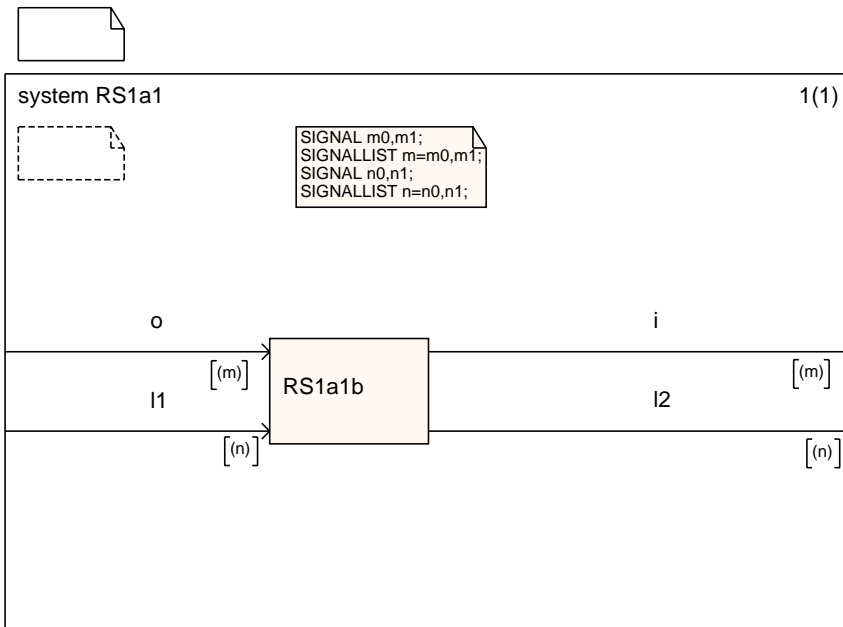 system RS1a1
1(1)
SIGNAL m0,m1;
SIGNALLIST m=m0,m1;
SIGNAL n0,n1;
SIGNALLIST n=n0,n1;
o
i
[(m)]
[(m)]
RS1a1b
l1
l2
[(n)]
[(n)]